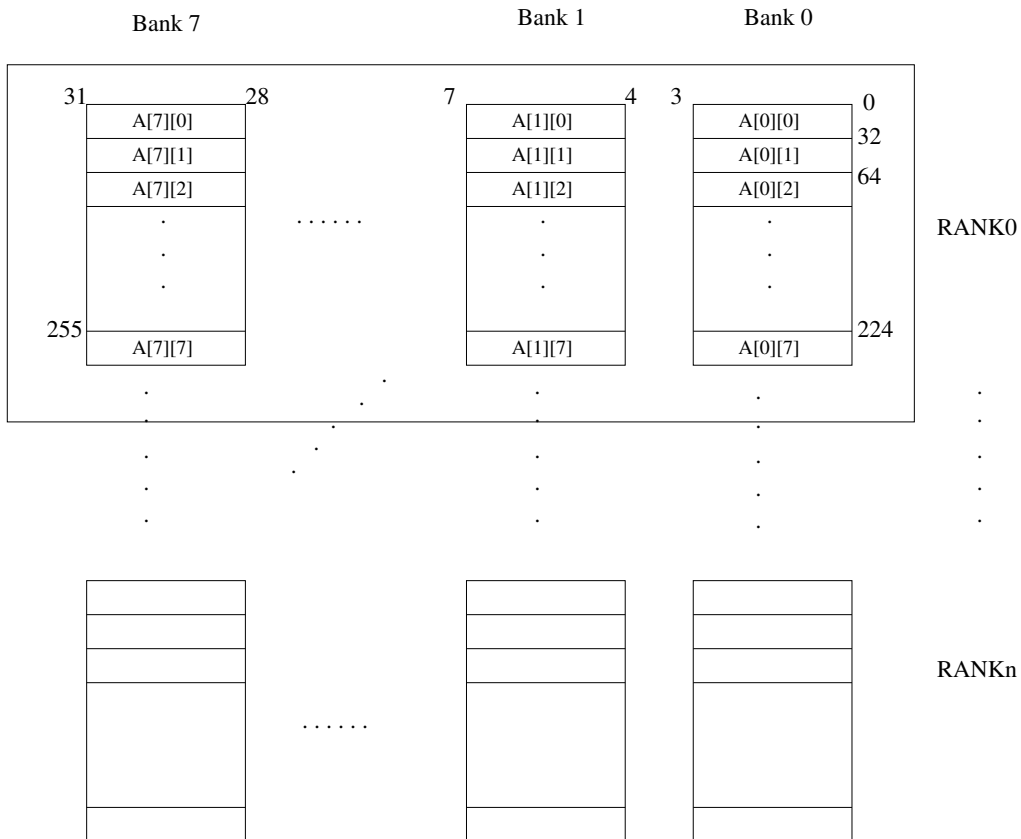 Bank 7 Bank 1 Bank 0
31 28 7 4 3 0
A[7][0] A[1][0] A[0][0]
32
A[7][1] A[1][1] A[0][1]
64
A[7][2] A[1][2] A[0][2]
RANK0
255 224
A[7][7] A[1][7] A[0][7]
RANKn